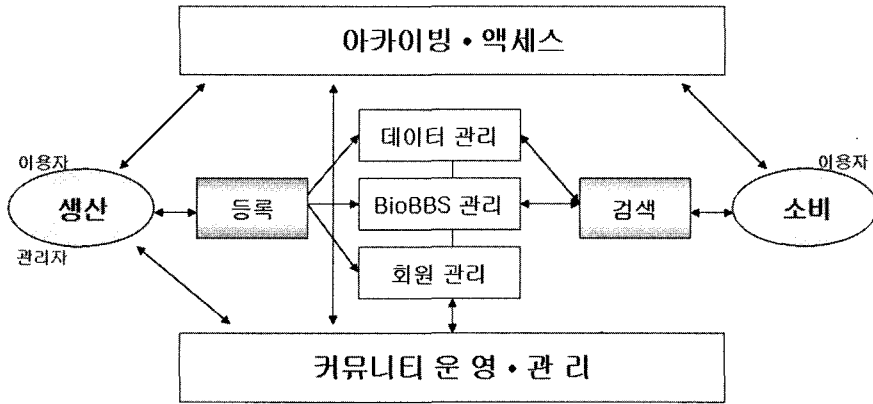 아카이빙 • 액세스
데이터 관리
이용자
이용자
생산
등록
BioBBS 관리
검색
소비
관리자
회원 관리
커뮤니티 운 영 • 관 리